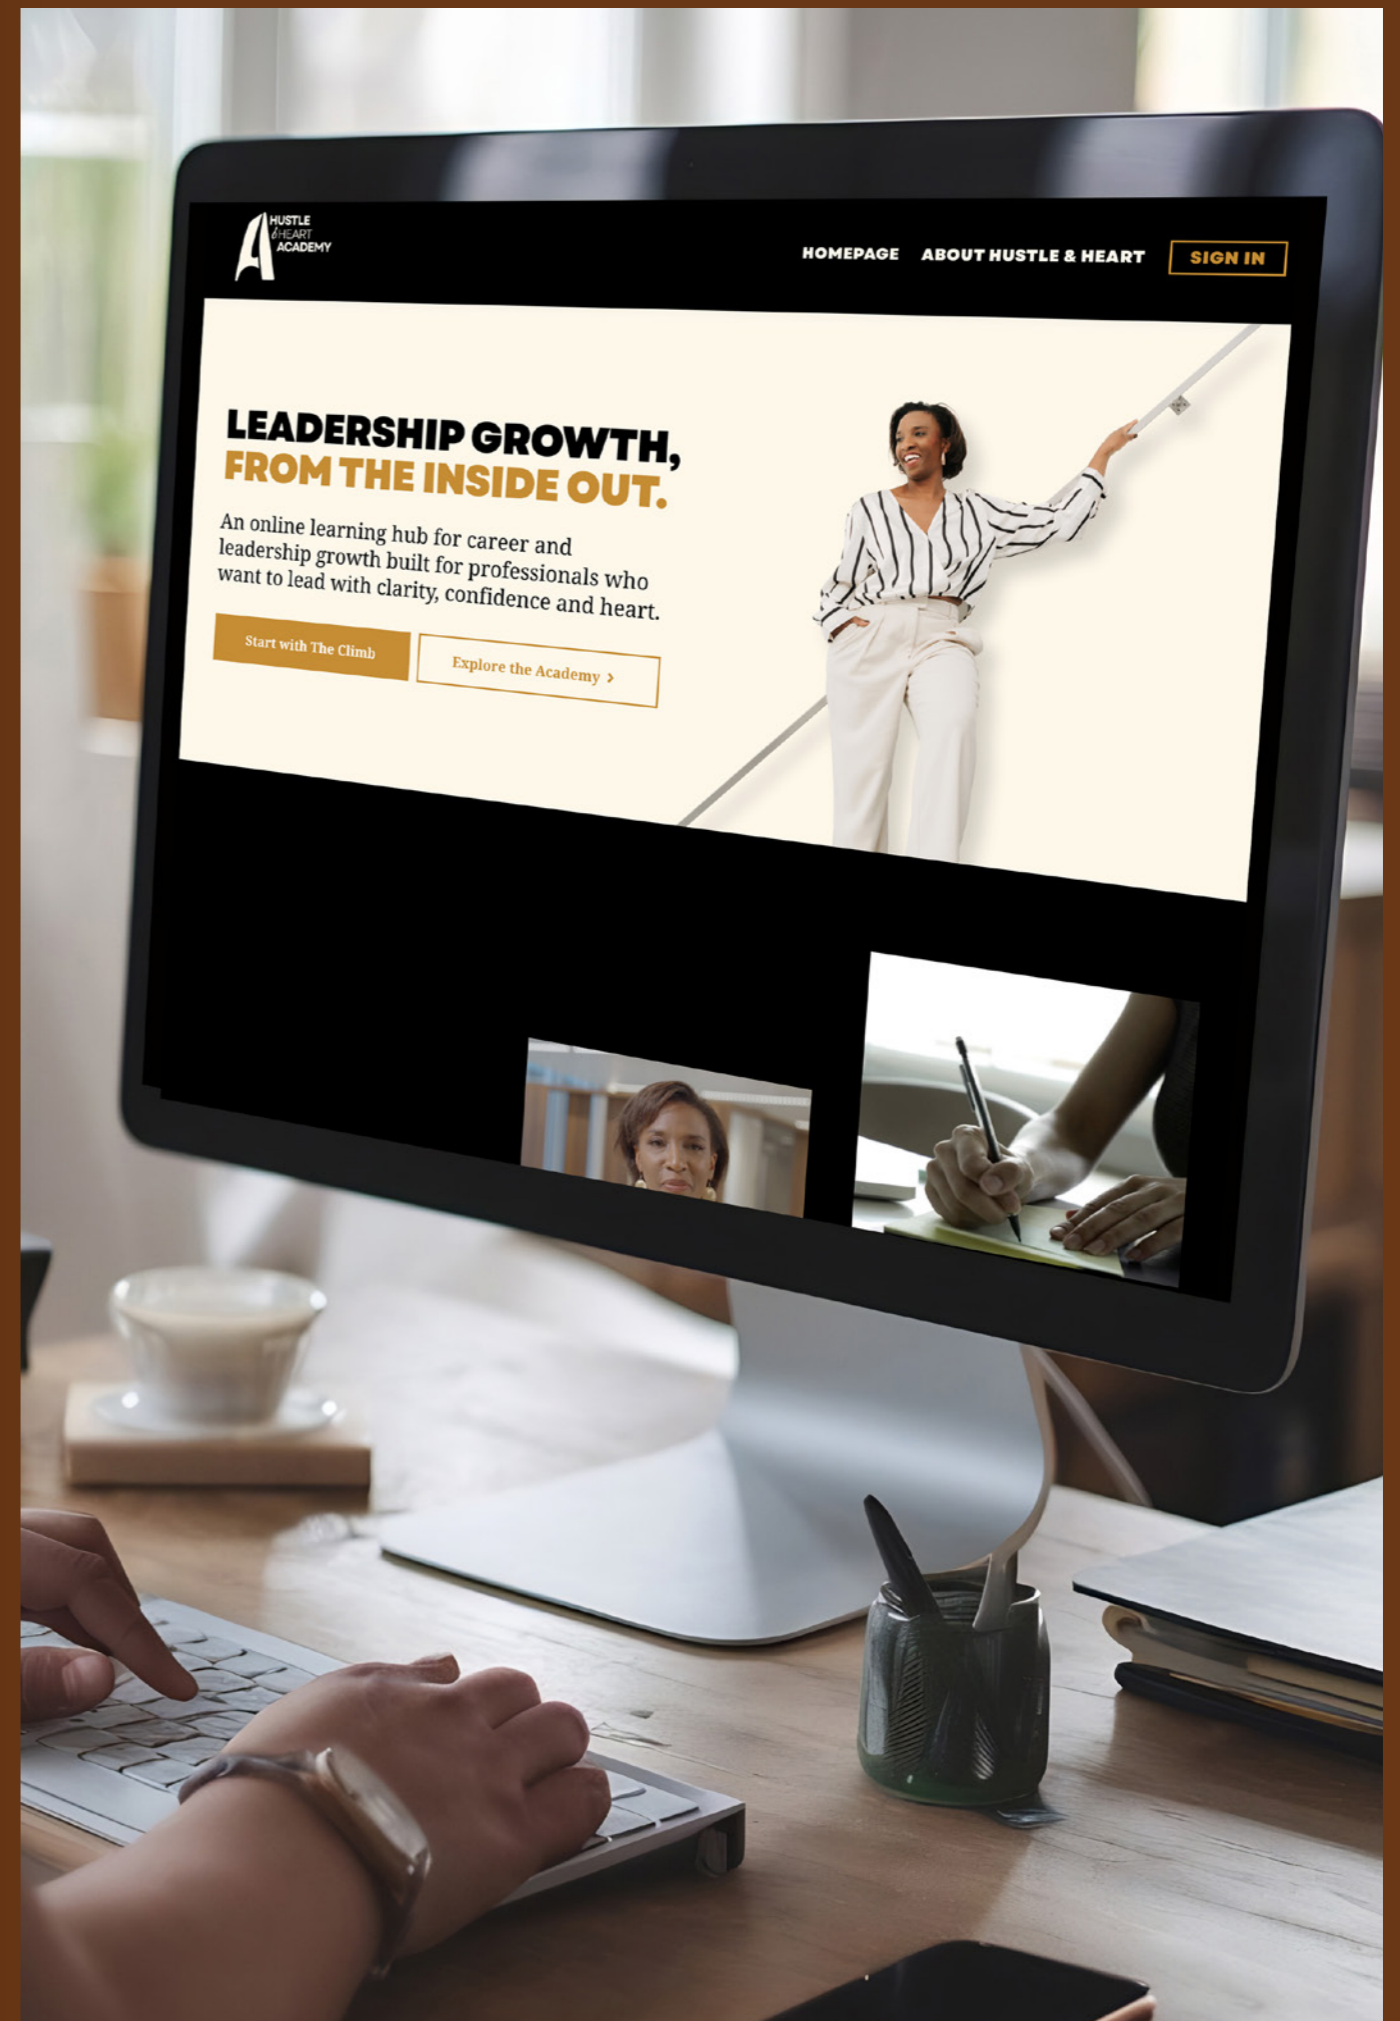 HUSTLE
& HEART
ACADEMY
HOMEPAGE
ABOUT HUSTLE & HEART
SIGN IN
LEADERSHIP GROWTH,
FROM THE INSIDE OUT.
An online learning hub for career and
leadership growth built for professionals who
want to lead with clarity, confidence and heart.
Start with The Climb
Explore the Academy >